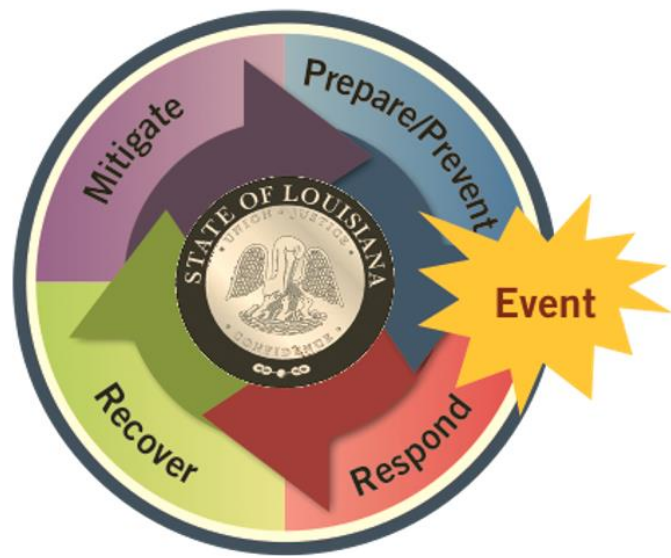 Mitigate
Prepare/Prevent
STATE OF LOUISIANA
UNION · JUSTICE
CONFIDENCE
Event
Recover
Respond